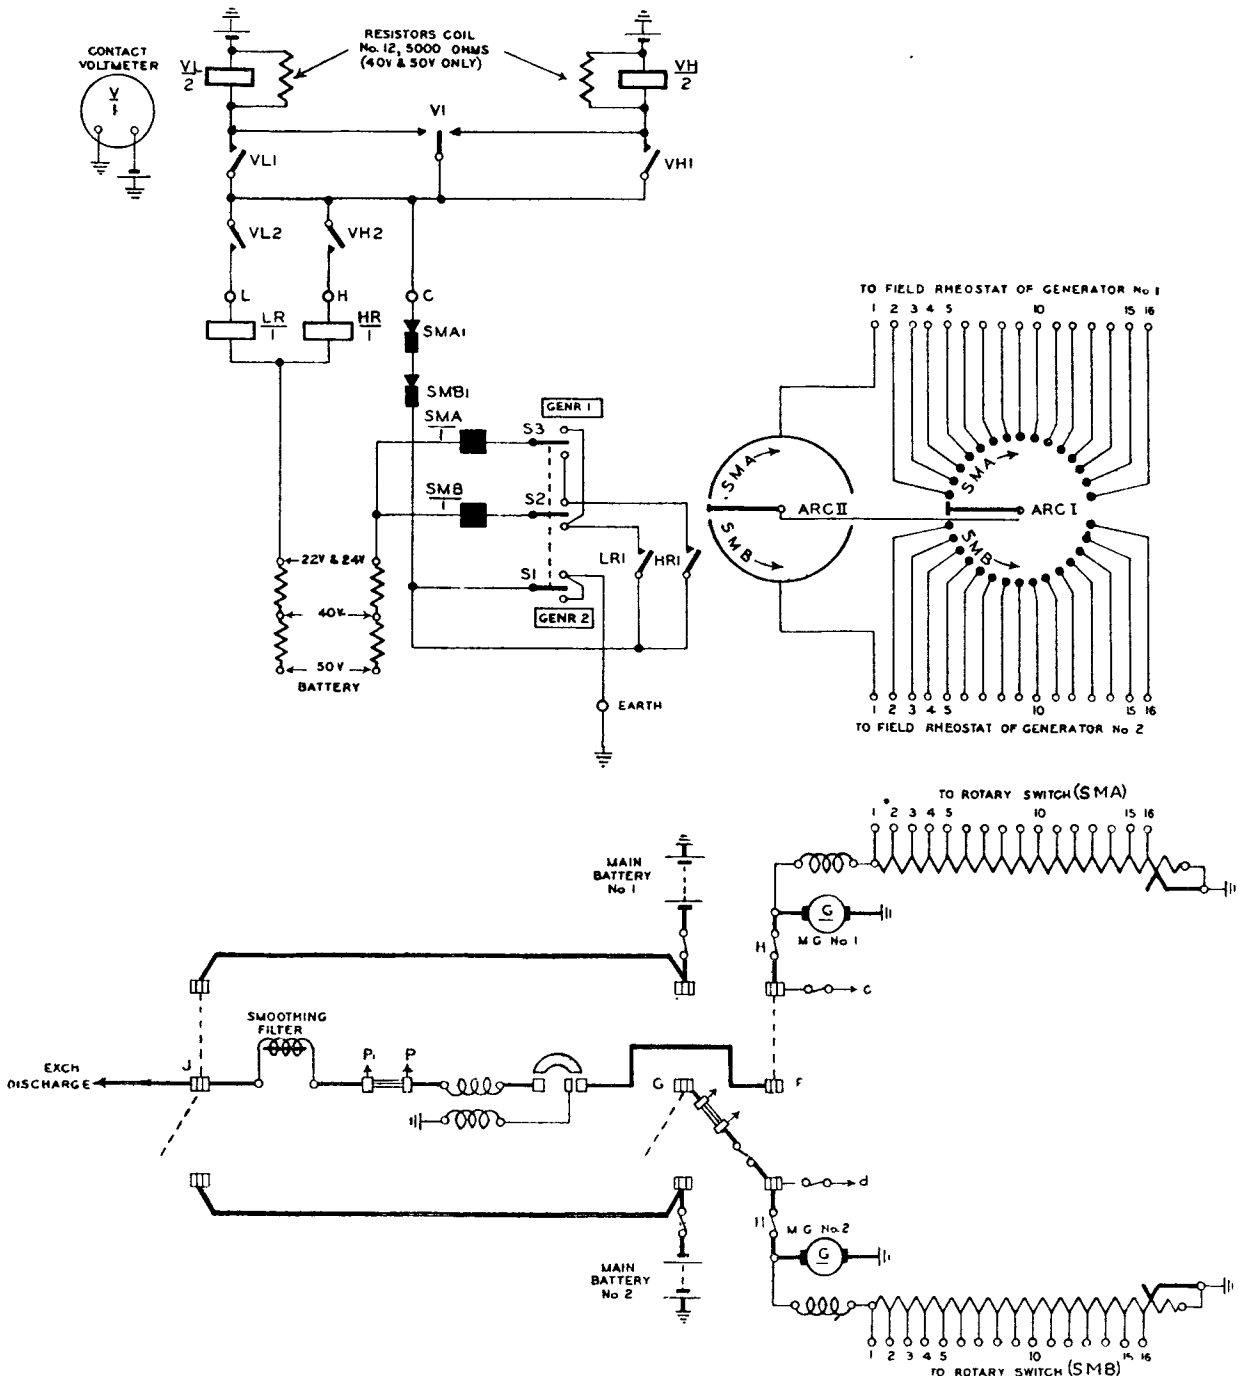 CONTACT
VOLTMETER
V
1
VL
2
RESISTORS COIL
No. 12, 5000 OHMS
(40V & 50V ONLY)
VH
2
V1
VL1
VH1
VL2
VH2
L
H
C
LR
1
HR
1
SMA1
SMB1
SMA
1
SMB
1
GENR 1
S3
S2
S1
GENR 2
LR1
HR1
22V & 24V
40V
50V
BATTERY
EARTH
SMA
SMB
ARC II
TO FIELD RHEOSTAT OF GENERATOR No 1
1 2 3 4 5 10 15 16
SMA
SMB
ARC I
1 2 3 4 5 10 15 16
TO FIELD RHEOSTAT OF GENERATOR No 2
TO ROTARY SWITCH (SMA)
1 2 3 4 5 10 15 16
MAIN
BATTERY
No 1
G
M G No 1
H
c
SMOOTHING
FILTER
EXCH
DISCHARGE
J
P1
P
G
F
d
H
M G No. 2
G
MAIN
BATTERY
No 2
1 2 3 4 5 10 15 16
TO ROTARY SWITCH (SMB)